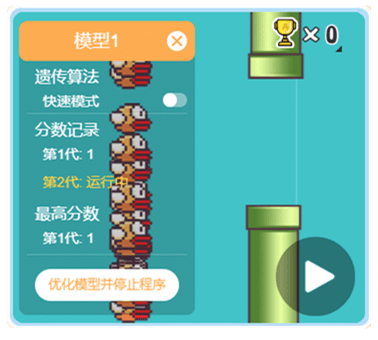 模型1
× 0
遗传算法
快速模式
分数记录
第1代: 1
第2代: 运行中
最高分数
第1代: 1
优化模型并停止程序